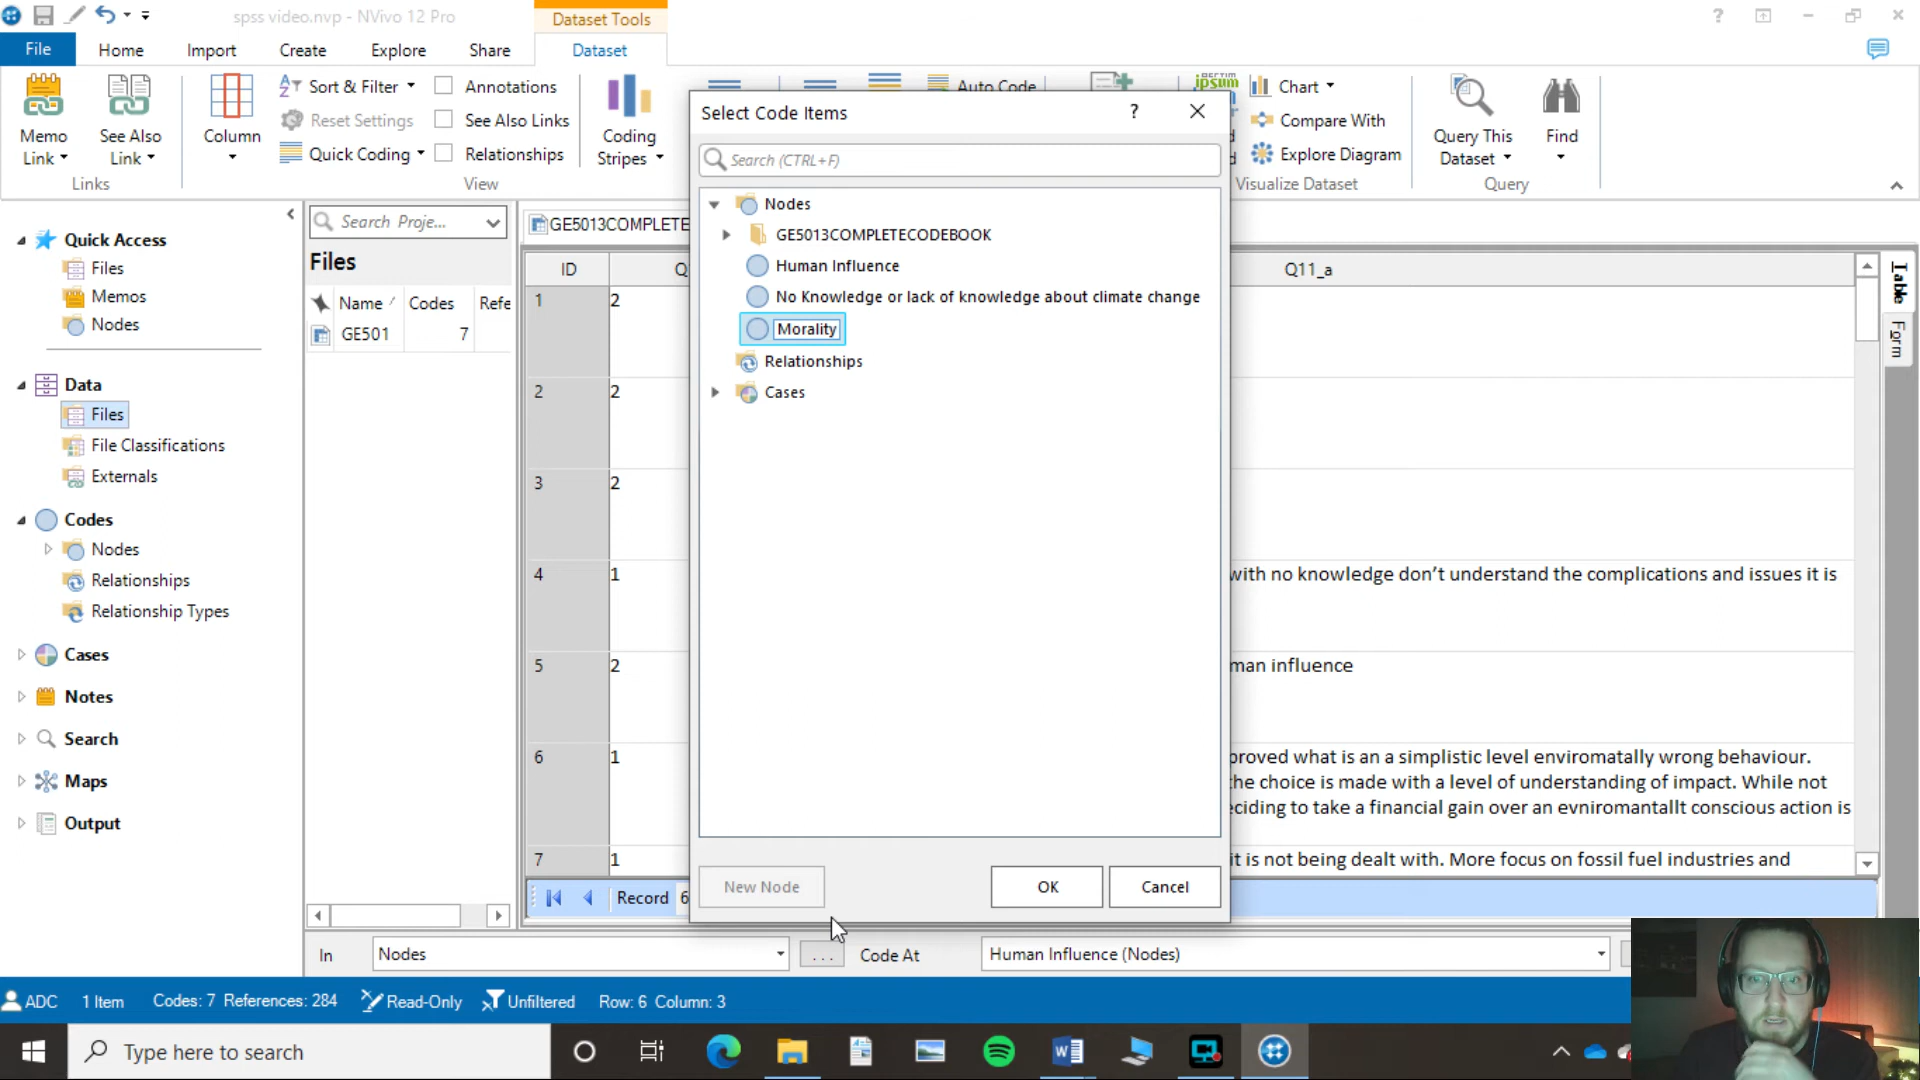 spss video.nvp - NVivo 12 Pro
Dataset Tools
File
Home
Import
Create
Explore
Share
Dataset
Memo
Link
See Also
Link
Links
Column
Sort & Filter
Reset Settings
Quick Coding
Annotations
See Also Links
Relationships
View
Coding
Stripes
Auto Code
Chart
Compare With
Explore Diagram
Visualize Dataset
Query This
Dataset
Find
Query
Quick Access
Files
Memos
Nodes
Data
Files
File Classifications
Externals
Codes
Nodes
Relationships
Relationship Types
Cases
Notes
Search
Maps
Output
Search Proje...
Files
Name
Codes
Refe
GE501
7
GE5013COMPLETE
ID
Q
Q11_a
1
2
2
2
3
2
4
1
with no knowledge don't understand the complications and issues it is
5
2
man influence
6
1
proved what is an a simplistic level enviromatally wrong behaviour.
the choice is made with a level of understanding of impact. While not
eciding to take a financial gain over an evniromantallt conscious action is
7
1
it is not being dealt with. More focus on fossil fuel industries and
Record
6
Table
Form
Select Code Items
?
Search (CTRL+F)
Nodes
GE5013COMPLETECODEBOOK
Human Influence
No Knowledge or lack of knowledge about climate change
Morality
Relationships
Cases
New Node
OK
Cancel
In
Nodes
...
Code At
Human Influence (Nodes)
ADC
1 Item
Codes: 7 References: 284
Read-Only
Unfiltered
Row: 6 Column: 3
Type here to search